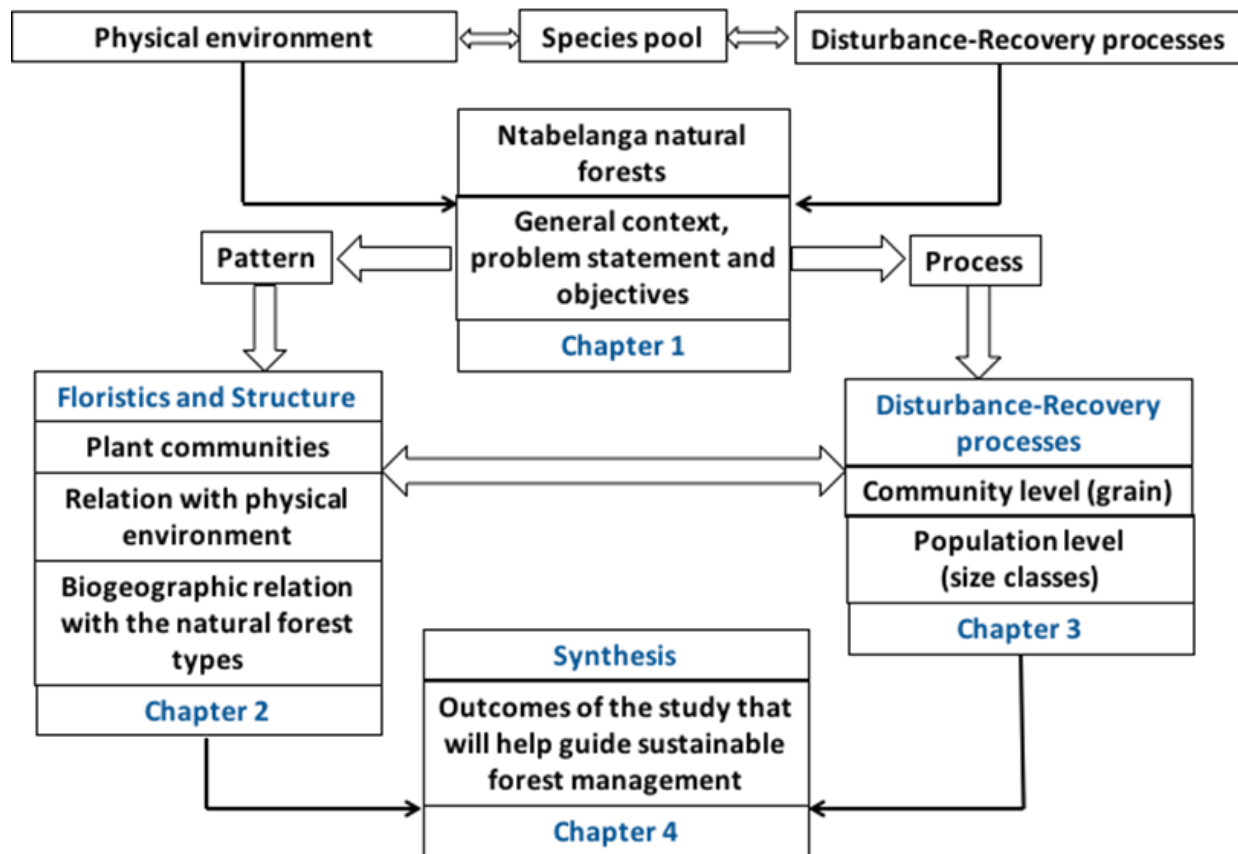 Physical environment
Species pool
Disturbance-Recovery processes
Ntabelanga natural
forests
General context,
problem statement and
objectives
Chapter 1
Pattern
Process
Floristics and Structure
Plant communities
Relation with physical
environment
Biogeographic relation
with the natural forest
types
Chapter 2
Disturbance-Recovery
processes
Community level (grain)
Population level
(size classes)
Chapter 3
Synthesis
Outcomes of the study that
will help guide sustainable
forest management
Chapter 4